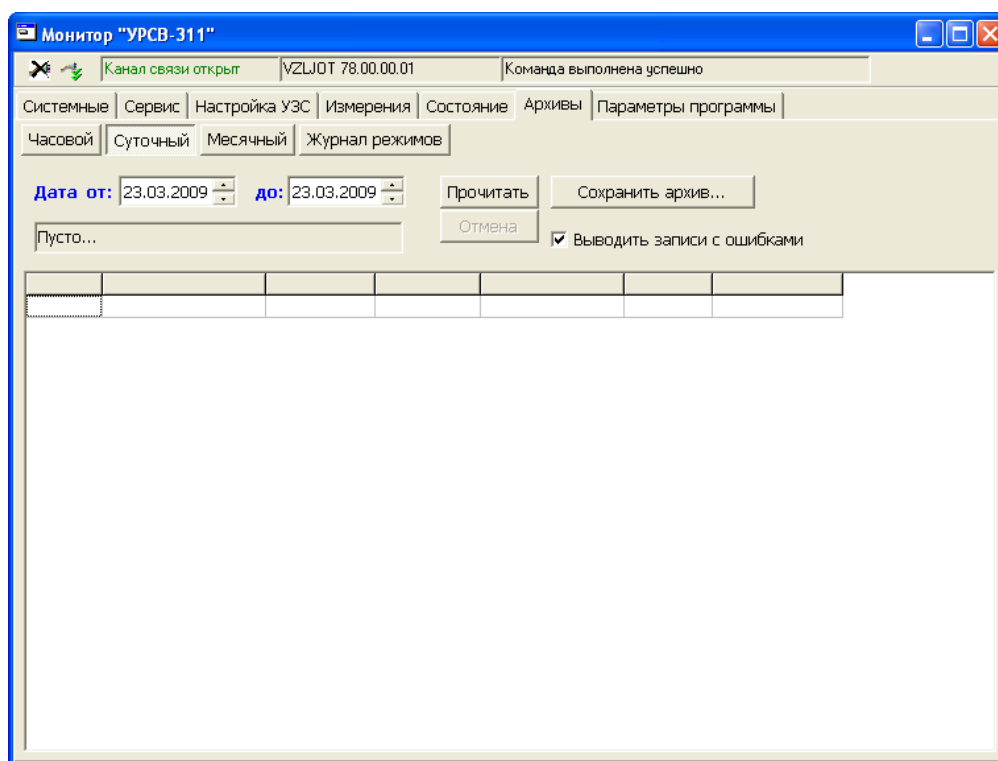 Монитор "УРСВ-311"
Канал связи открыт VZLJOT 78.00.00.01 Команда выполнена успешно
Системные Сервис Настройка УЗС Измерения Состояние Архивы Параметры программы
Часовой Суточный Месячный Журнал режимов
Дата от: 23.03.2009 до: 23.03.2009 Прочитать Сохранить архив...
Пусто... Отмена Выводить записи с ошибками